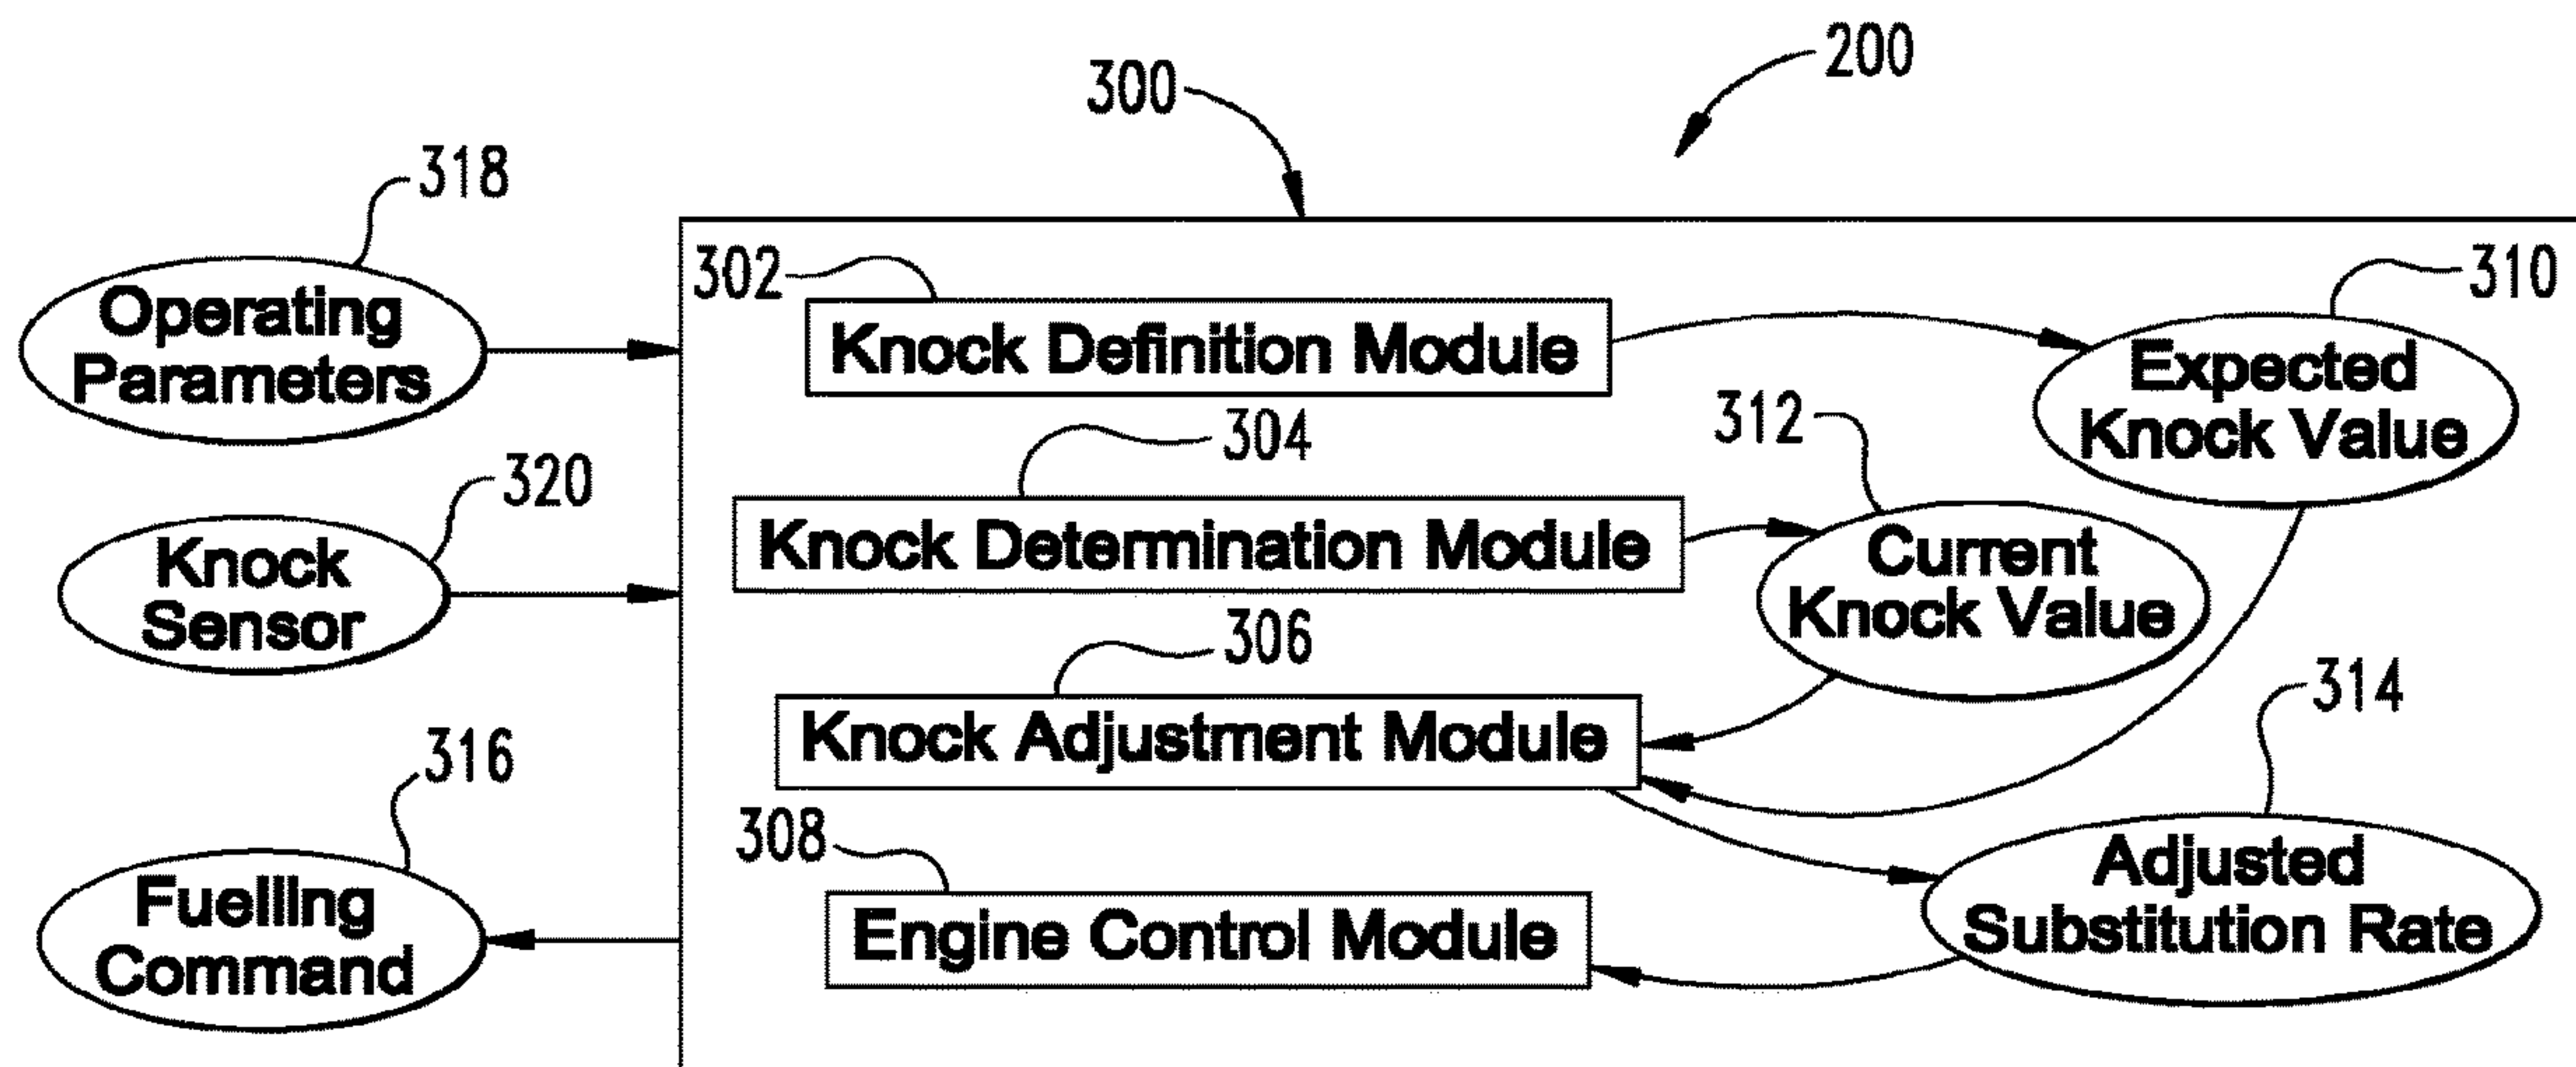 200
300
318
302
310
Operating
Parameters
Knock Definition Module
Expected
Knock Value
312
304
320
Knock
Sensor
Knock Determination Module
Current
Knock Value
306
314
316
Knock Adjustment Module
308
Fuelling
Command
Engine Control Module
Adjusted
Substitution Rate